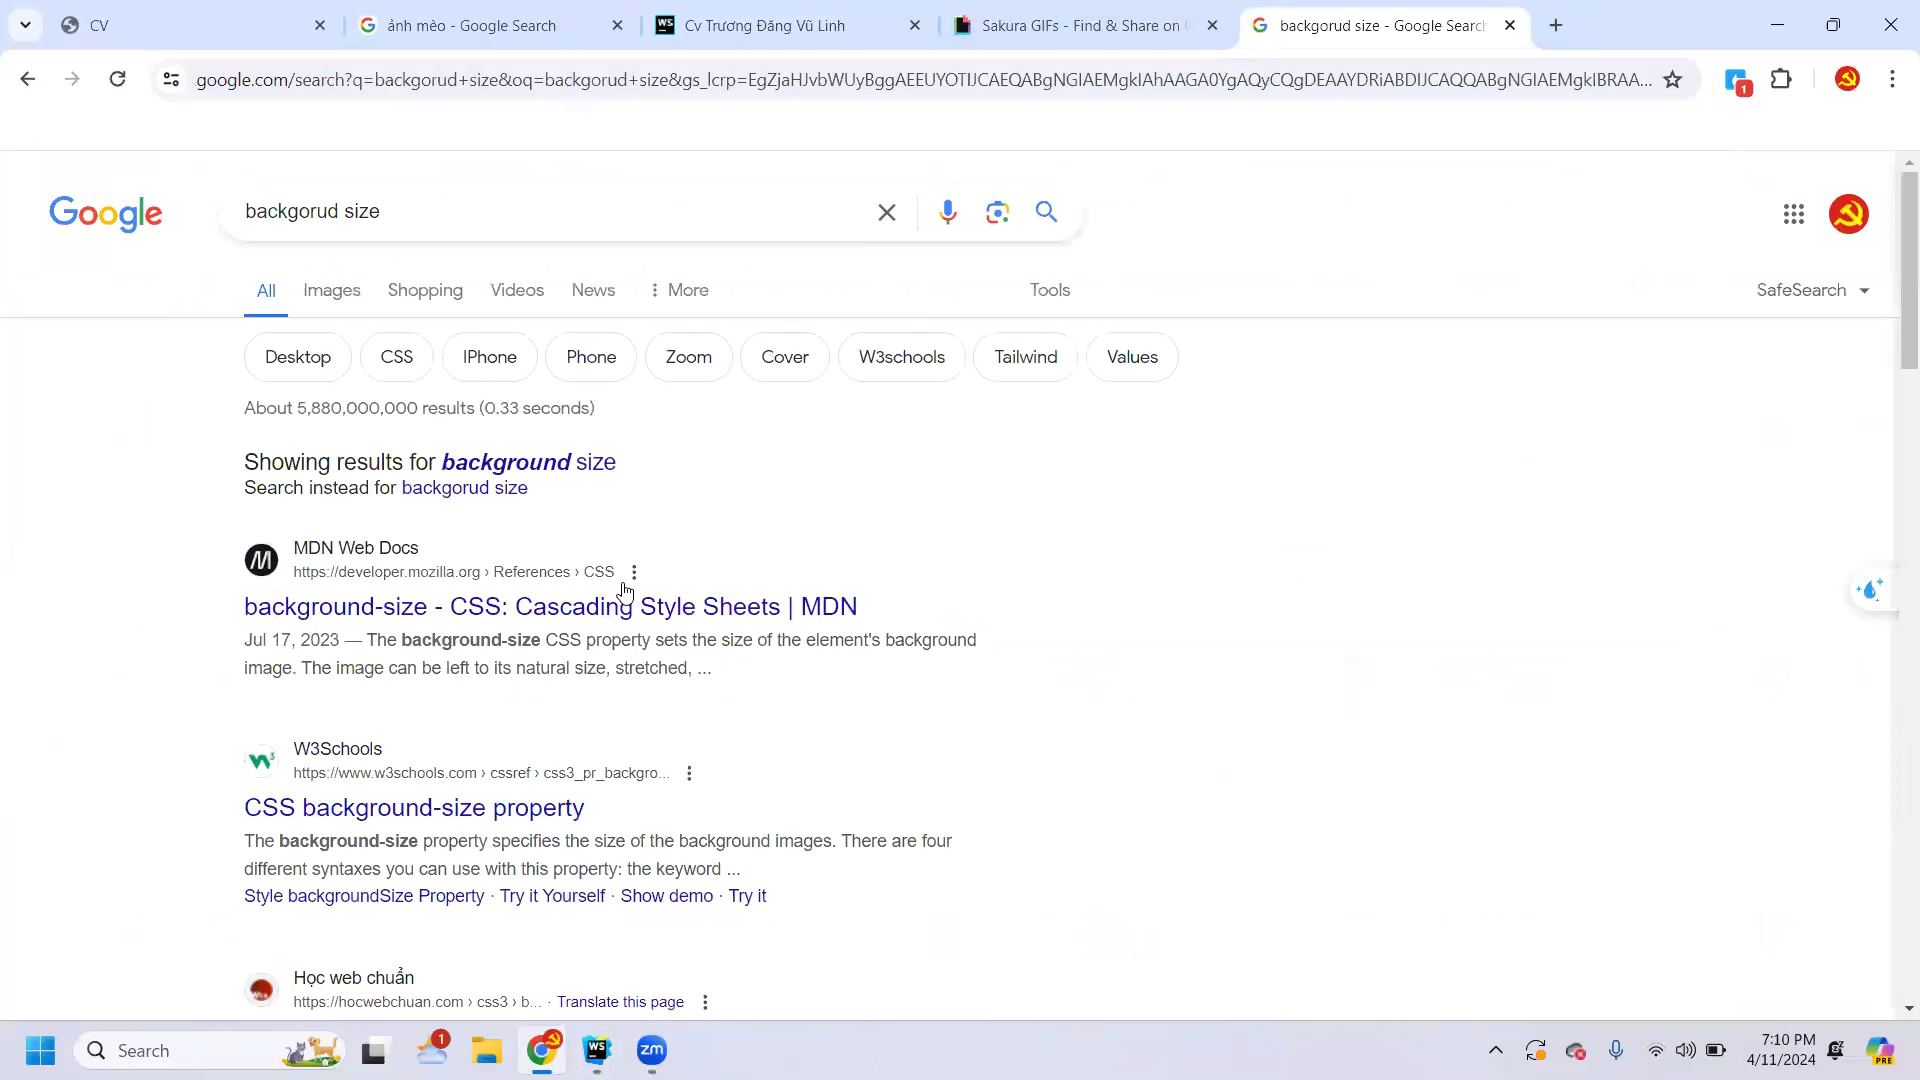 CV
ảnh mèo - Google Search
WS
Cv Trương Đăng Vũ Linh
Sakura GIFs - Find & Share on
backgorud size - Google Search
google.com/search?q=backgorud+size&oq=backgorud+size&gs_lcrp=EgZjaHJvbWUyBggAEEUYOTIJCAEQABgNGIAEMgkIAhAAGA0YgAQyCQgDEAAYDRiABDIJCAQQABgNGIAEMgkIBRAA...
1
Google
backgorud size
All
Images
Shopping
Videos
News
More
Tools
SafeSearch
Desktop
CSS
IPhone
Phone
Zoom
Cover
W3schools
Tailwind
Values
About 5,880,000,000 results (0.33 seconds)
Showing results for background size
Search instead for backgorud size
MDN Web Docs
https://developer.mozilla.org › References › CSS
background-size - CSS: Cascading Style Sheets | MDN
Jul 17, 2023 — The background-size CSS property sets the size of the element's background
image. The image can be left to its natural size, stretched, ...
W3Schools
https://www.w3schools.com › cssref › css3_pr_backgro...
CSS background-size property
The background-size property specifies the size of the background images. There are four
different syntaxes you can use with this property: the keyword ...
Style backgroundSize Property · Try it Yourself · Show demo · Try it
Học web chuẩn
https://hocwebchuan.com › css3 › b... · Translate this page
Search
1
WS
zm
7:10 PM
4/11/2024
PRE